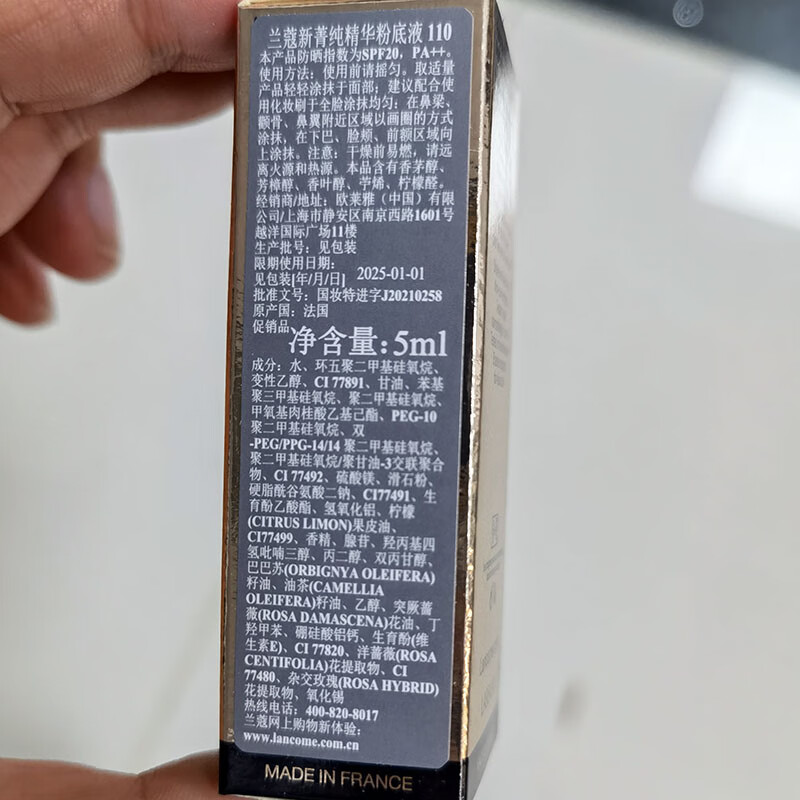 兰蔻新菁纯精华粉底液 110
本产品防晒指数为SPF20，PA++。
使用方法：使用前请摇匀。取适量
产品轻轻涂抹于面部；建议配合使
用化妆刷于全脸涂抹均匀：在鼻梁、
颧骨、鼻翼附近区域以画圈的方式
涂抹，在下巴、脸颊、前额区域向
上涂抹。注意：干燥前易燃，请远
离火源和热源。本品含有香茅醇、
芳樟醇、香叶醇、苧烯、柠檬醛。
经销商/地址：欧莱雅（中国）有限
公司/上海市静安区南京西路1601号
越洋国际广场11楼
生产批号：见包装
限期使用日期：
见包装[年/月/日] 2025-01-01
批准文号：国妆特进字J20210258
原产国：法国
促销品
净含量：5ml
成分：水、环五聚二甲基硅氧烷、
变性乙醇、CI 77891、甘油、苯基
聚三甲基硅氧烷、聚二甲基硅氧烷、
甲氧基肉桂酸乙基己酯、PEG-10
聚二甲基硅氧烷、双
-PEG/PPG-14/14 聚二甲基硅氧烷、
聚二甲基硅氧烷/聚甘油-3交联聚合
物、CI 77492、硫酸镁、滑石粉、
硬脂酰谷氨酸二钠、CI77491、生
育酚乙酸酯、氢氧化铝、柠檬
(CITRUS LIMON)果皮油、
CI77499、香精、腺苷、羟丙基四
氢吡喃三醇、丙二醇、双丙甘醇、
巴巴苏(ORBIGNYA OLEIFERA)
籽油、油茶(CAMELLIA
OLEIFERA)籽油、乙醇、突厥蔷
薇(ROSA DAMASCENA)花油、丁
羟甲苯、硼硅酸铝钙、生育酚(维
生素E)、CI 77820、洋蔷薇(ROSA
CENTIFOLIA)花提取物、CI
77480、杂交玫瑰(ROSA HYBRID)
花提取物、氧化锡
热线电话：400-820-8017
兰蔻网上购物新体验：
www.lancome.com.cn
MADE IN FRANCE